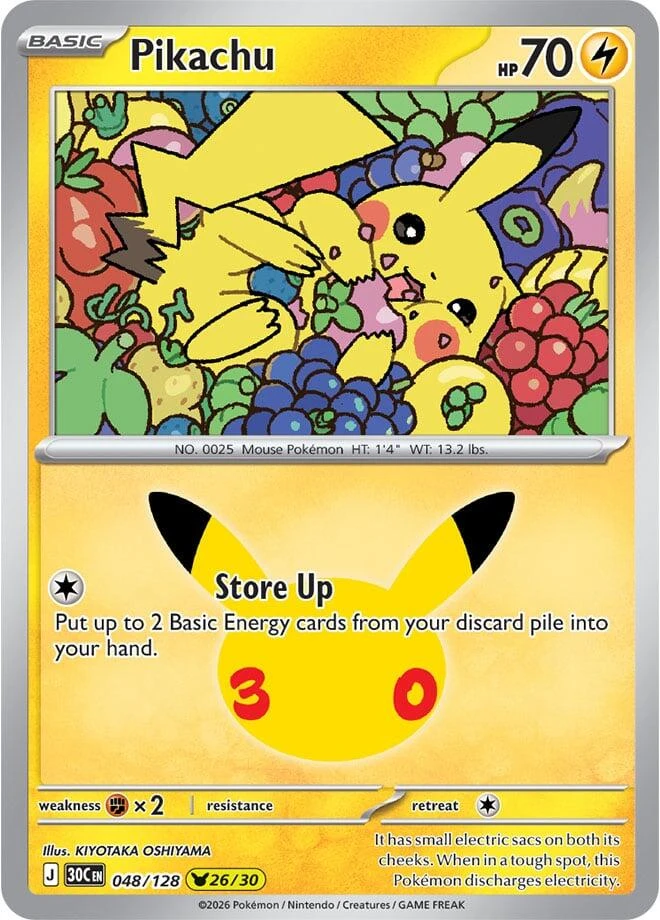 BASIC Pikachu HP 70
NO. 0025 Mouse Pokémon HT: 1'4" WT: 13.2 lbs.
Store Up
Put up to 2 Basic Energy cards from your discard pile into
your hand.
3 0
weakness ×2 resistance retreat
Illus. KIYOTAKA OSHIYAMA
J 30C EN 048/128 26/30
It has small electric sacs on both its
cheeks. When in a tough spot, this
Pokémon discharges electricity.
©2026 Pokémon / Nintendo / Creatures / GAME FREAK